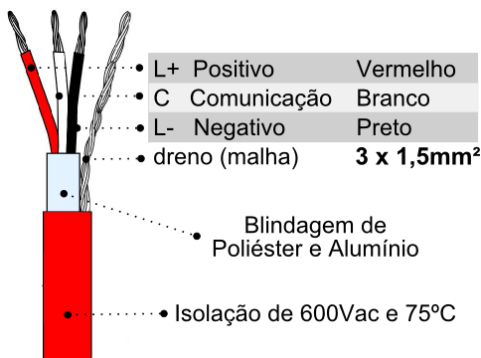 L+ Positivo Vermelho
C Comunicação Branco
L- Negativo Preto
dreno (malha) 3 x 1,5mm²
Blindagem de
Poliéster e Alumínio
Isolação de 600Vac e 75ºC